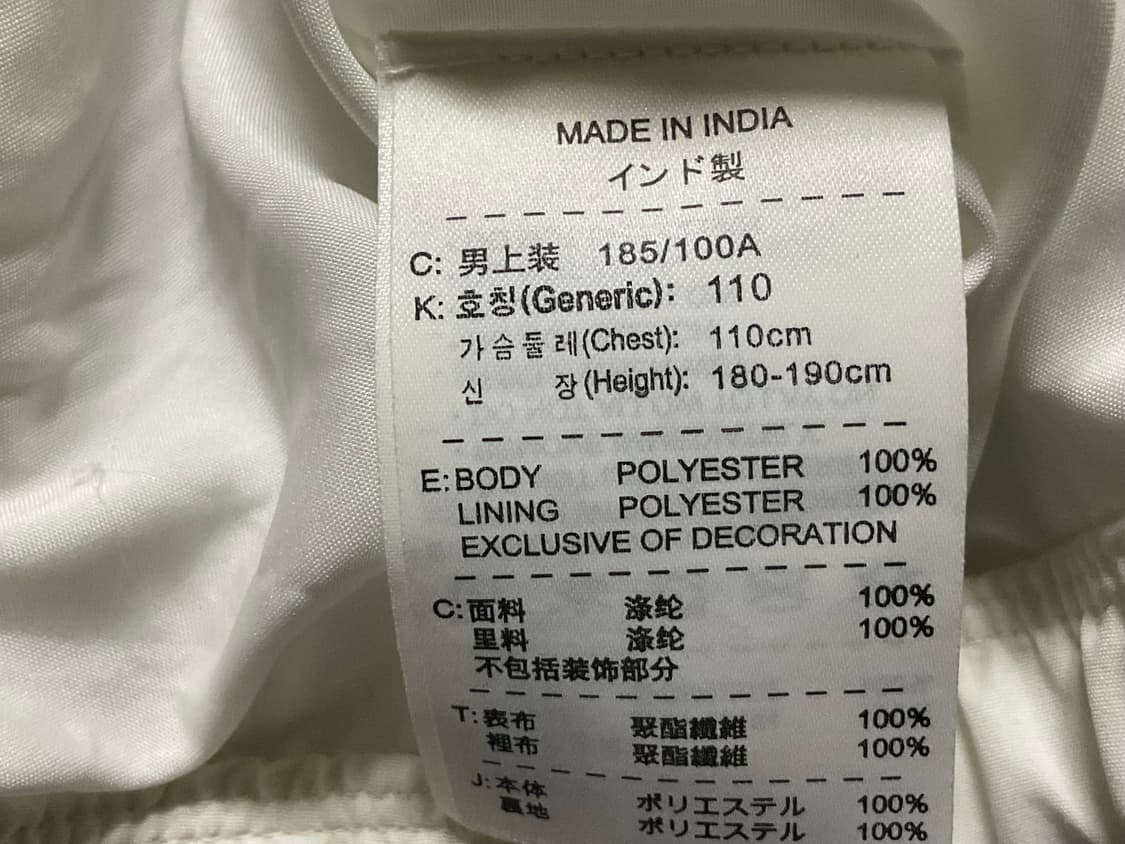 MADE IN INDIA
インド製
C: 男上装 185/100A
K: 호칭(Generic): 110
가슴둘레(Chest): 110cm
신 장(Height): 180-190cm
E: BODY POLYESTER 100%
LINING POLYESTER 100%
EXCLUSIVE OF DECORATION
C: 面料 涤纶 100%
里料 涤纶 100%
不包括装饰部分
T: 表布 聚酯纖維 100%
裡布 聚酯纖維 100%
J: 本体 ポリエステル 100%
裏地 ポリエステル 100%